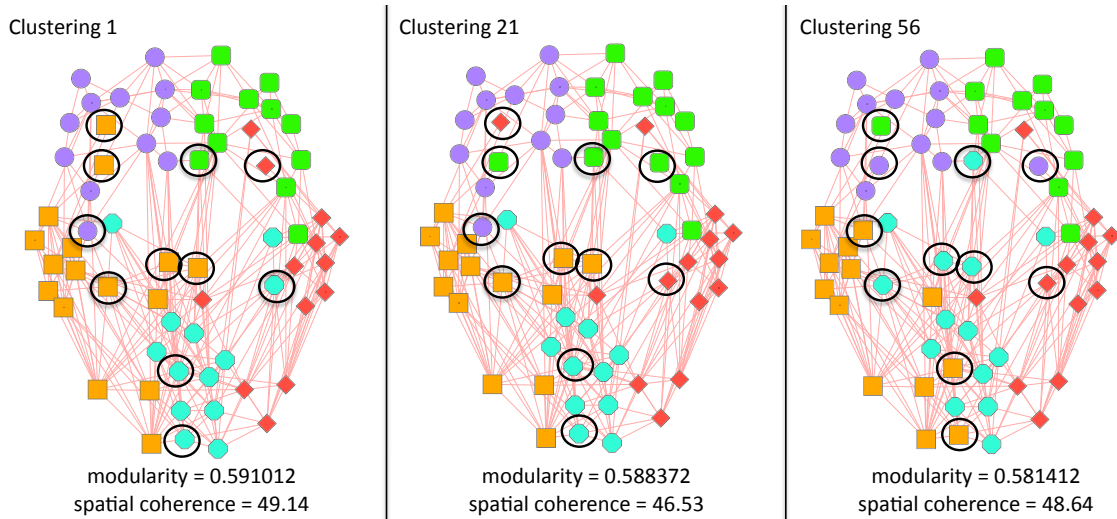 Clustering 1
modularity = 0.591012
spatial coherence = 49.14
Clustering 21
modularity = 0.588372
spatial coherence = 46.53
Clustering 56
modularity = 0.581412
spatial coherence = 48.64